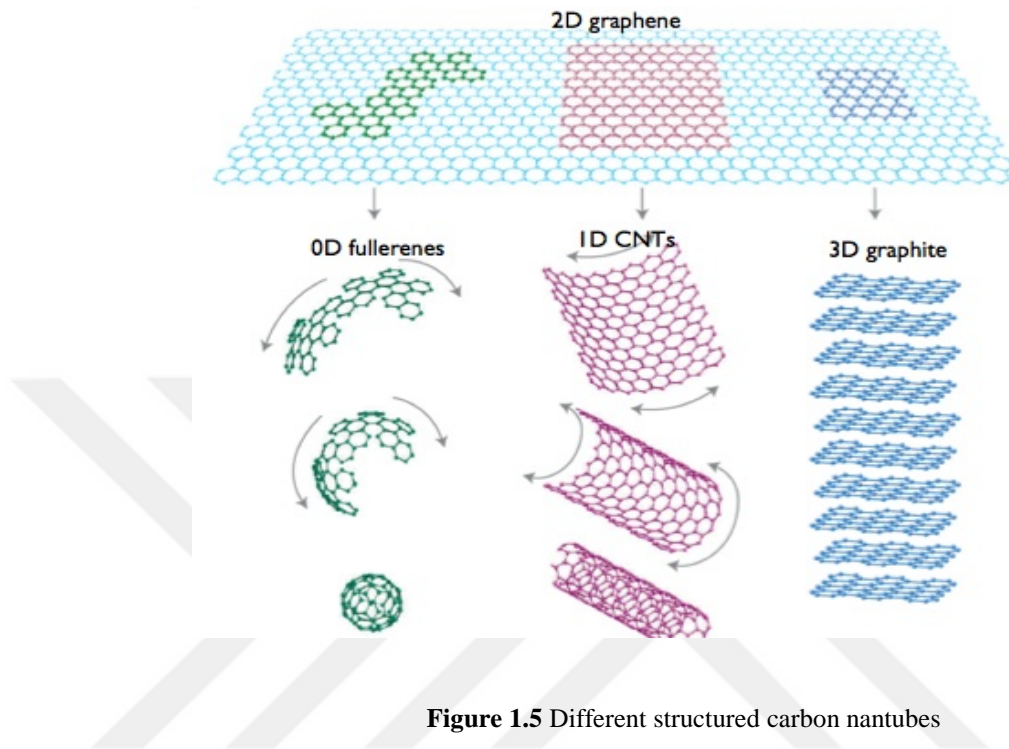 2D graphene
0D fullerenes
1D CNTs
3D graphite
Figure 1.5 Different structured carbon nantubes